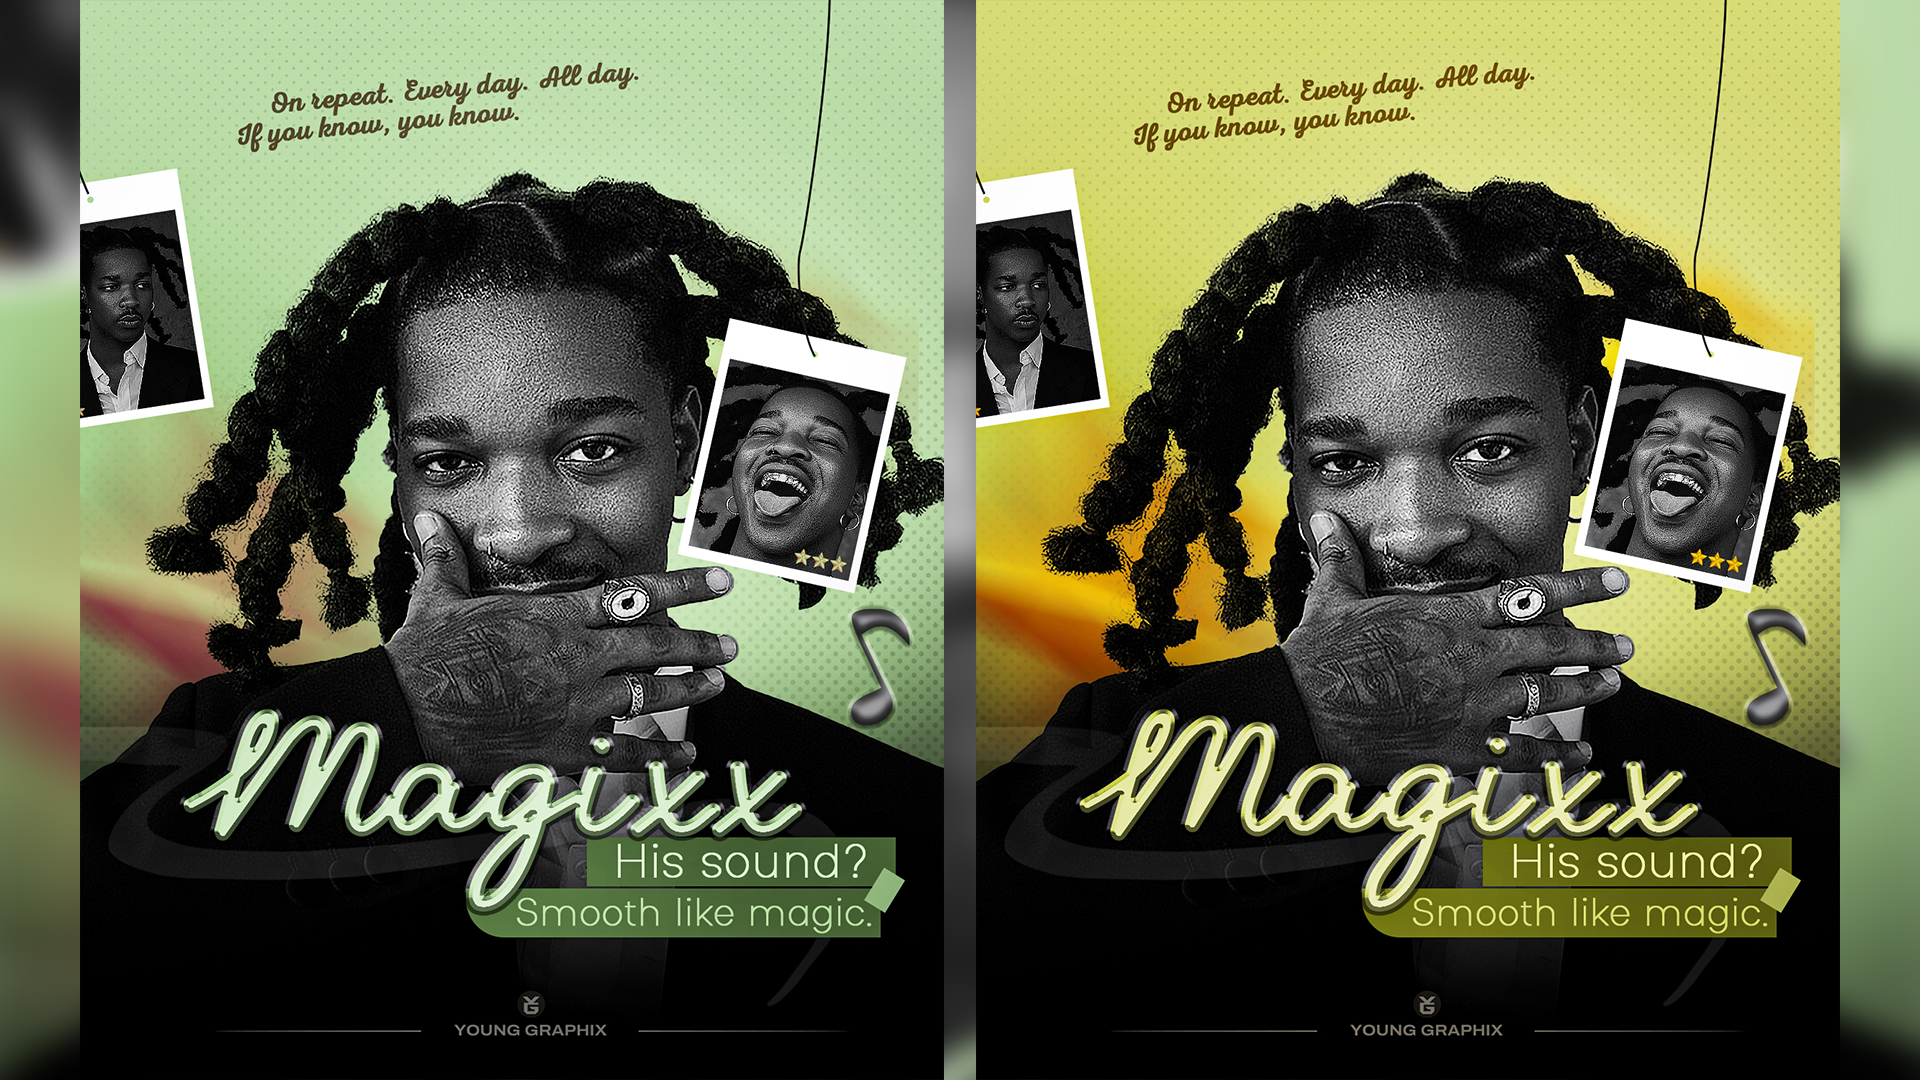 On repeat. Every day. All day.
If you know, you know.
Magixx
His sound?
Smooth like magic.
YG
YOUNG GRAPHIX
On repeat. Every day. All day.
If you know, you know.
Magixx
His sound?
Smooth like magic.
YG
YOUNG GRAPHIX